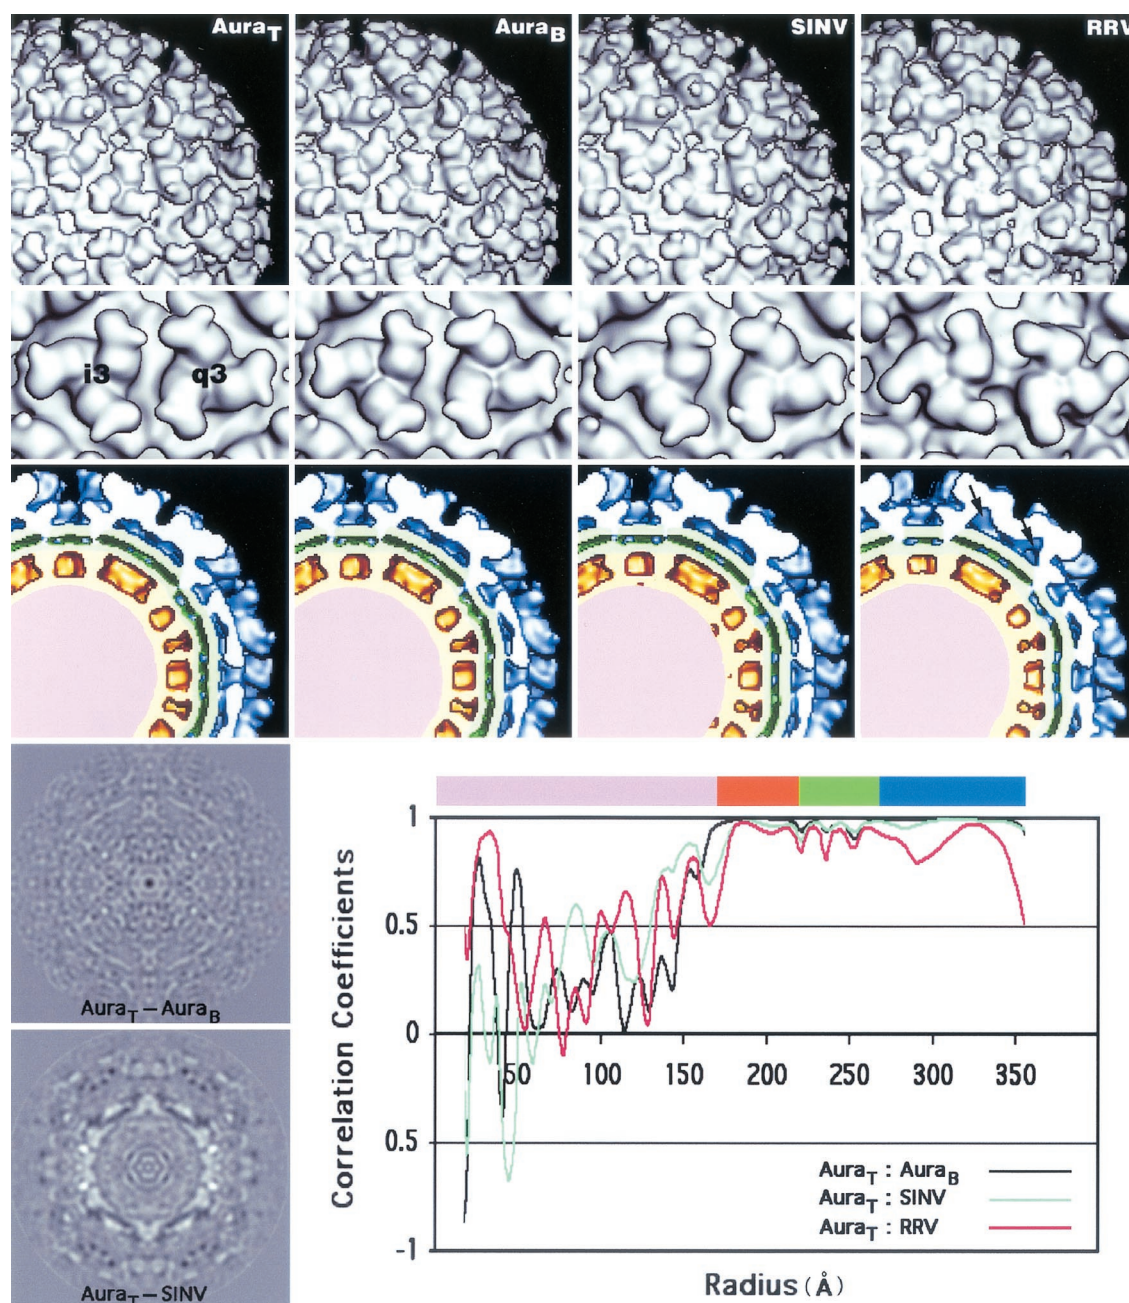 AuraT
AuraB
SINV
RRV
i3
q3
AuraT – AuraB
AuraT – SINV
Correlation Coefficients
1
0.5
0
0.5
-1
50
100
150
200
250
300
350
AuraT : AuraB
AuraT : SINV
AuraT : RRV
Radius (Å)